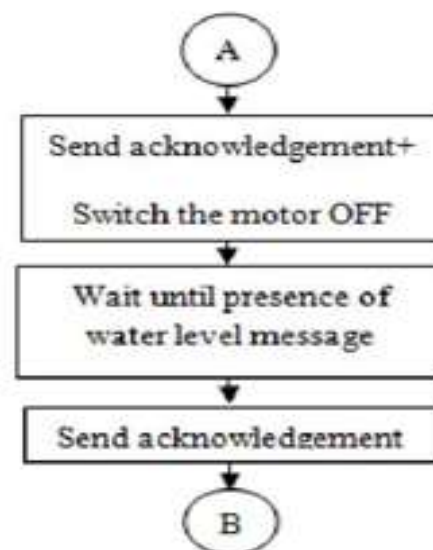 A
Send acknowledgement+
Switch the motor OFF
Wait until presence of
water level message
Send acknowledgement
B